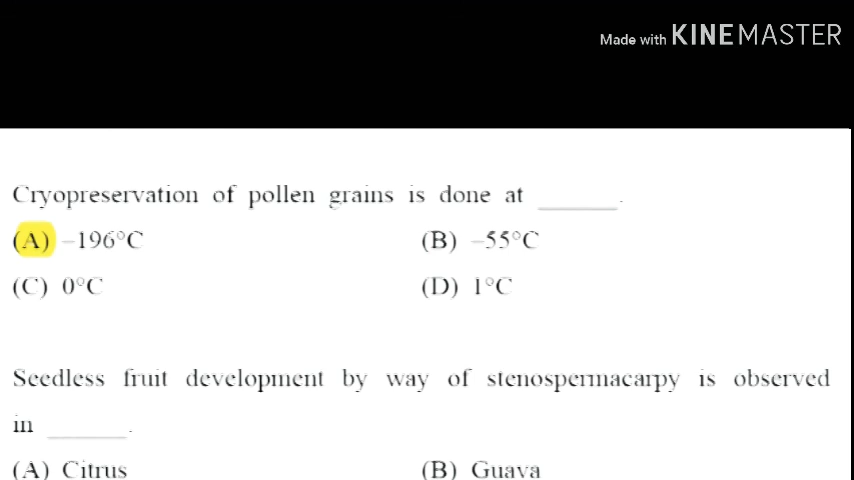 Made with KINEMASTER
Cryopreservation of pollen grains is done at ______.
(A) –196°C (B) –55°C
(C) 0°C (D) 1°C
Seedless fruit development by way of stenospermacarpy is observed
in ______.
(A) Citrus (B) Guava